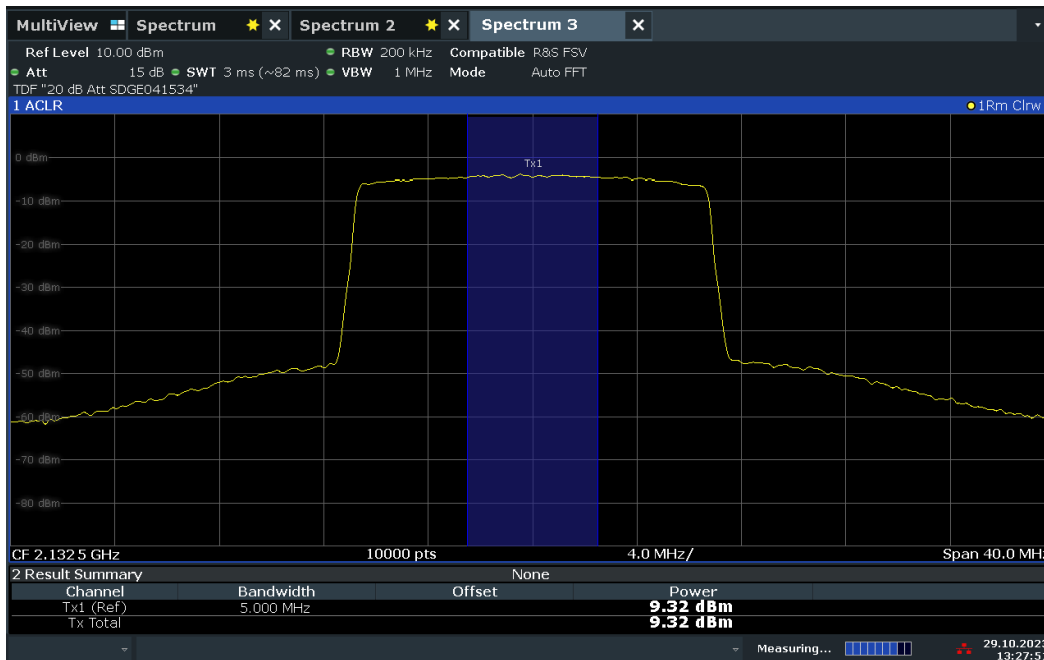 MultiView Spectrum Spectrum 2 Spectrum 3
Ref Level 10.00 dBm RBW 200 kHz Compatible R&S FSV
Att 15 dB SWT 3 ms (~82 ms) VBW 1 MHz Mode Auto FFT
TDF "20 dB Att SDGE041534"
1 ACLR 1Rm Clrw
0 dBm
Tx1
-10 dBm
-20 dBm
-30 dBm
-40 dBm
-50 dBm
-60 dBm
-70 dBm
-80 dBm
CF 2.1325 GHz 10000 pts 4.0 MHz/ Span 40.0 MHz
2 Result Summary None
Channel Bandwidth Offset Power
Tx1 (Ref) 5.000 MHz 9.32 dBm
Tx Total 9.32 dBm
Measuring... 29.10.2023
13:27:51